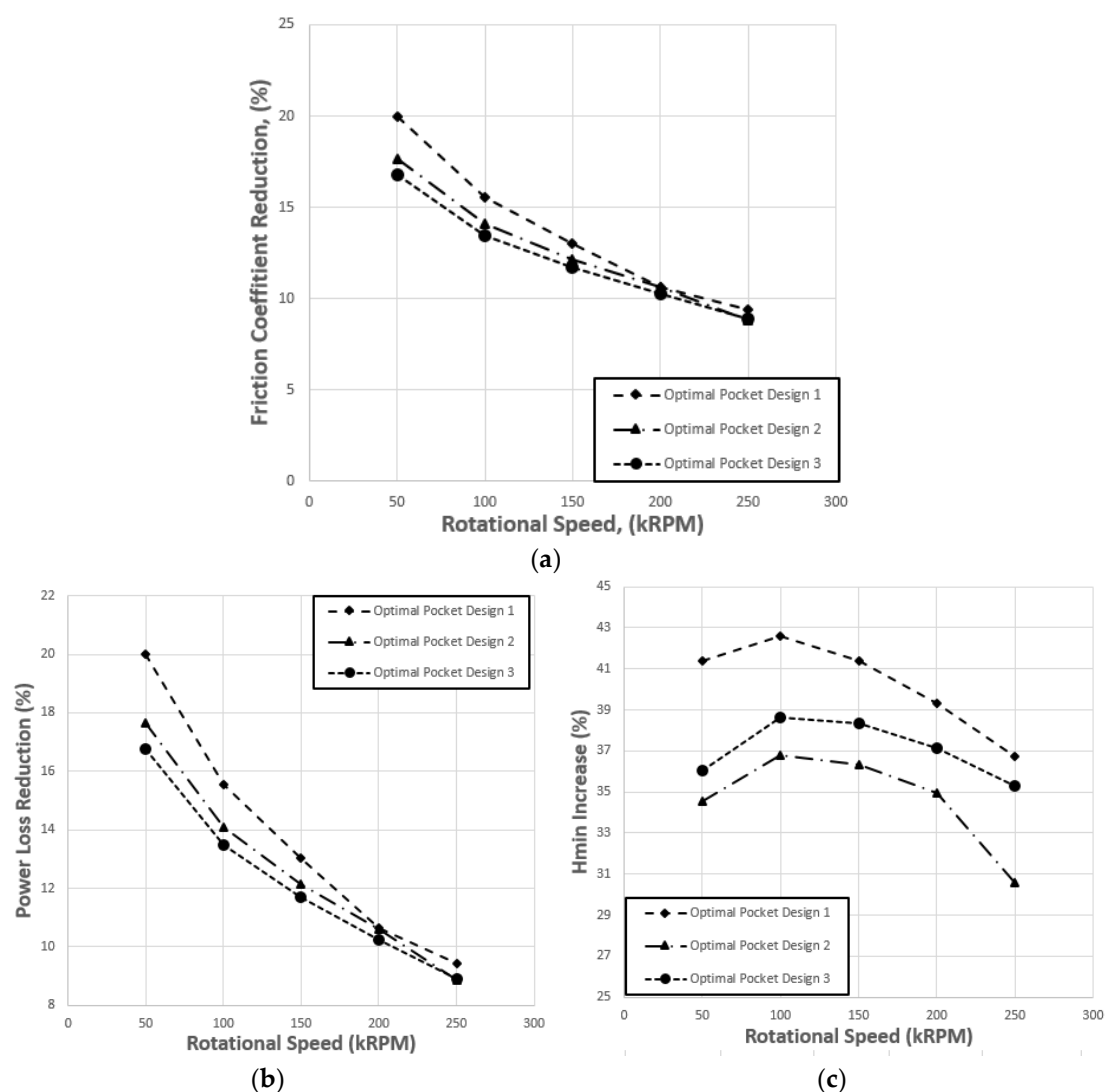 25
20
15
10
5
0
Friction Coeffitient Reduction, (%)
Optimal Pocket Design 1
Optimal Pocket Design 2
Optimal Pocket Design 3
0 50 100 150 200 250 300
Rotational Speed, (kRPM)
(a)
22
20
18
16
14
12
10
8
Power Loss Reduction (%)
Optimal Pocket Design 1
Optimal Pocket Design 2
Optimal Pocket Design 3
0 50 100 150 200 250 300
Rotational Speed (kRPM)
(b)
45
43
41
39
37
35
33
31
29
27
25
Hmin Increase (%)
Optimal Pocket Design 1
Optimal Pocket Design 2
Optimal Pocket Design 3
0 50 100 150 200 250 300
Rotational Speed (kRPM)
(c)